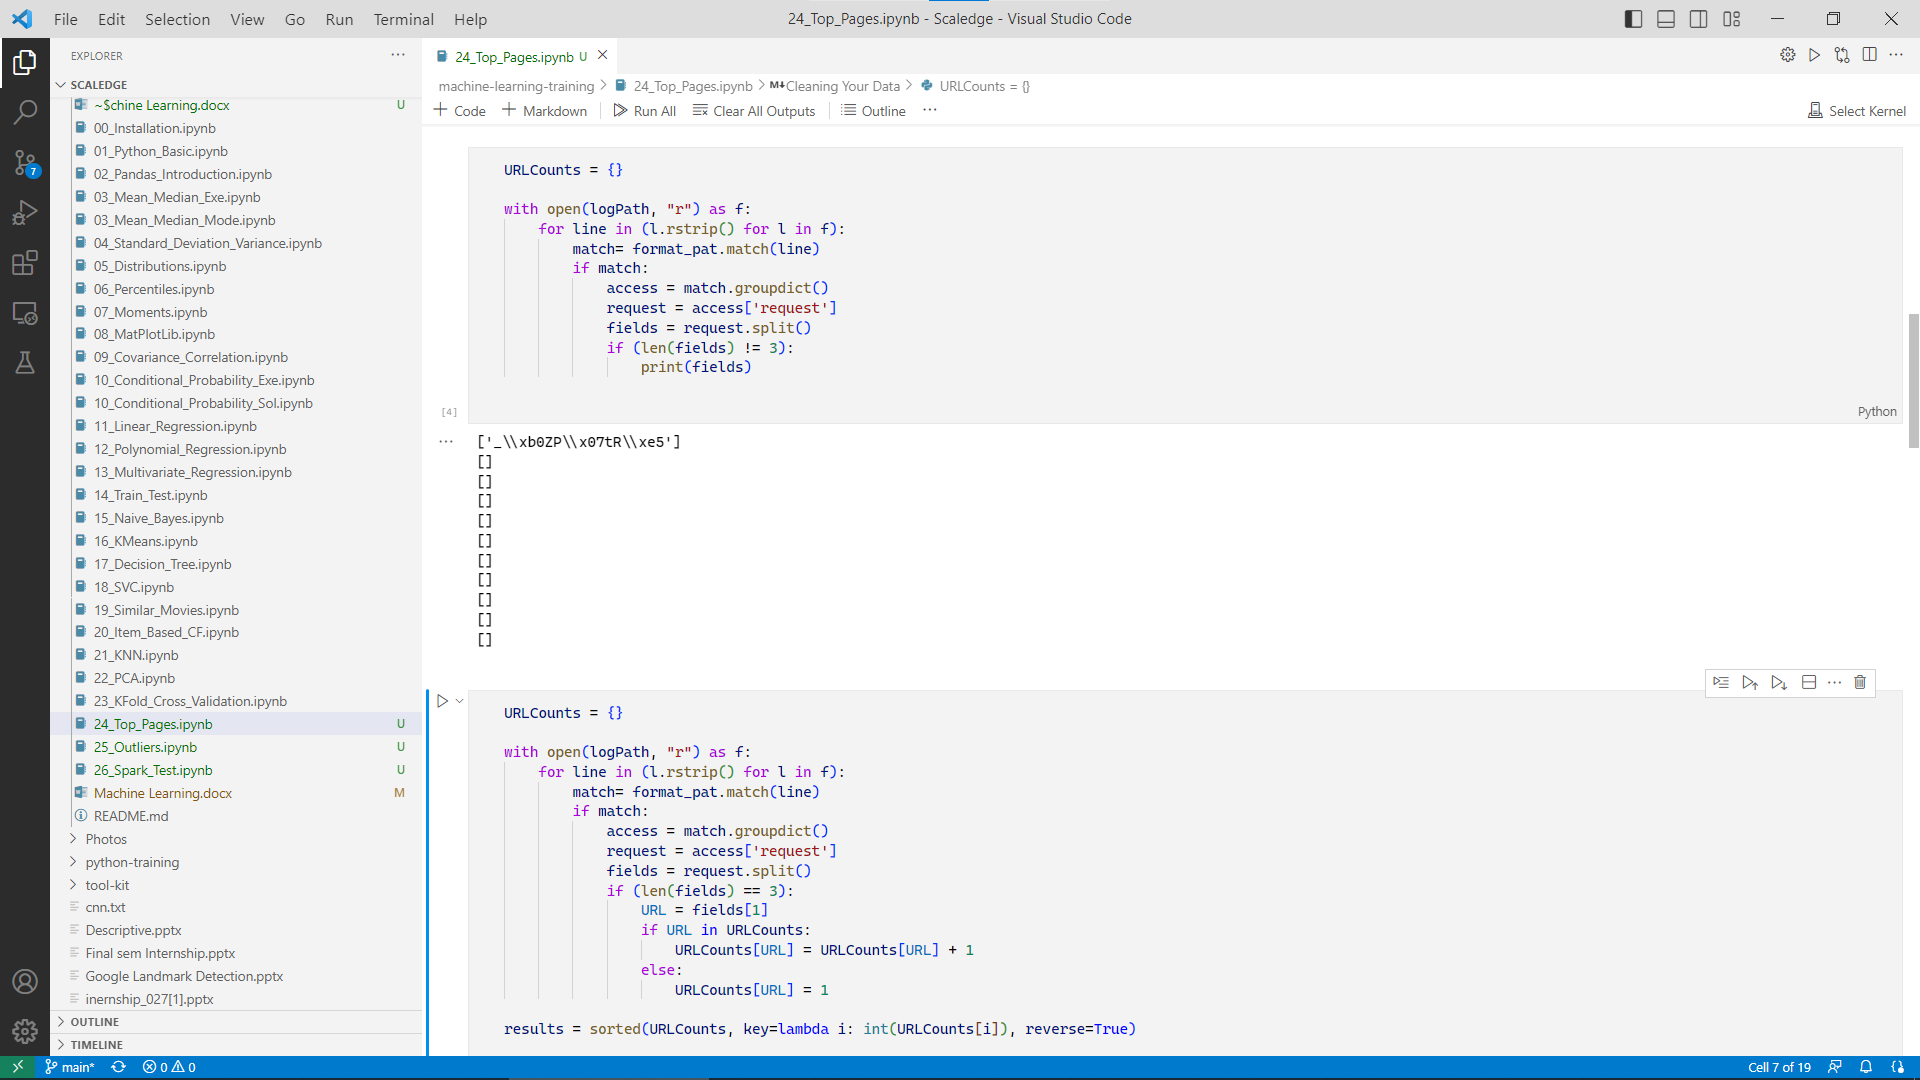 File Edit Selection View Go Run Terminal Help
24_Top_Pages.ipynb - Scaledge - Visual Studio Code
EXPLORER
SCALEDGE
~$chine Learning.docx U
00_Installation.ipynb
01_Python_Basic.ipynb
02_Pandas_Introduction.ipynb
03_Mean_Median_Exe.ipynb
03_Mean_Median_Mode.ipynb
04_Standard_Deviation_Variance.ipynb
05_Distributions.ipynb
06_Percentiles.ipynb
07_Moments.ipynb
08_MatPlotLib.ipynb
09_Covariance_Correlation.ipynb
10_Conditional_Probability_Exe.ipynb
10_Conditional_Probability_Sol.ipynb
11_Linear_Regression.ipynb
12_Polynomial_Regression.ipynb
13_Multivariate_Regression.ipynb
14_Train_Test.ipynb
15_Naive_Bayes.ipynb
16_KMeans.ipynb
17_Decision_Tree.ipynb
18_SVC.ipynb
19_Similar_Movies.ipynb
20_Item_Based_CF.ipynb
21_KNN.ipynb
22_PCA.ipynb
23_KFold_Cross_Validation.ipynb
24_Top_Pages.ipynb U
25_Outliers.ipynb U
26_Spark_Test.ipynb U
Machine Learning.docx M
README.md
Photos
python-training
tool-kit
cnn.txt
Descriptive.pptx
Final sem Internship.pptx
Google Landmark Detection.pptx
inernship_027[1].pptx
OUTLINE
TIMELINE
7
24_Top_Pages.ipynb U
machine-learning-training > 24_Top_Pages.ipynb > M↓Cleaning Your Data > URLCounts = {}
+ Code + Markdown Run All Clear All Outputs Outline ···
Select Kernel
URLCounts = {}
with open(logPath, "r") as f:
for line in (l.rstrip() for l in f):
match= format_pat.match(line)
if match:
access = match.groupdict()
request = access['request']
fields = request.split()
if (len(fields) != 3):
print(fields)
[4]
Python
['_\\xb0ZP\\x07tR\\xe5']
[]
[]
[]
[]
[]
[]
[]
[]
[]
[]
URLCounts = {}
with open(logPath, "r") as f:
for line in (l.rstrip() for l in f):
match= format_pat.match(line)
if match:
access = match.groupdict()
request = access['request']
fields = request.split()
if (len(fields) == 3):
URL = fields[1]
if URL in URLCounts:
URLCounts[URL] = URLCounts[URL] + 1
else:
URLCounts[URL] = 1
results = sorted(URLCounts, key=lambda i: int(URLCounts[i]), reverse=True)
main* 0 0
Cell 7 of 19